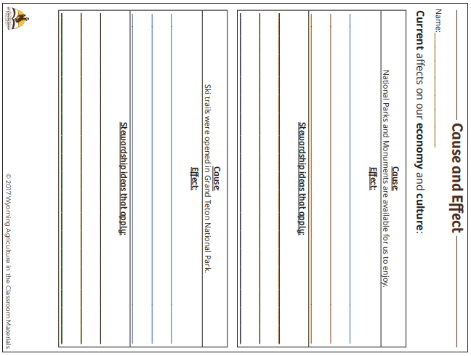 Name:
Cause and Effect
Current affects on our economy and culture:
Cause:
National Parks and Monuments are available for us to enjoy.
Effect:
Stewardship ideas that apply:
Cause:
Ski trails were opened in Grand Teton National Park.
Effect:
Stewardship ideas that apply:
© 2017 Wyoming Agriculture in the Classroom Materials